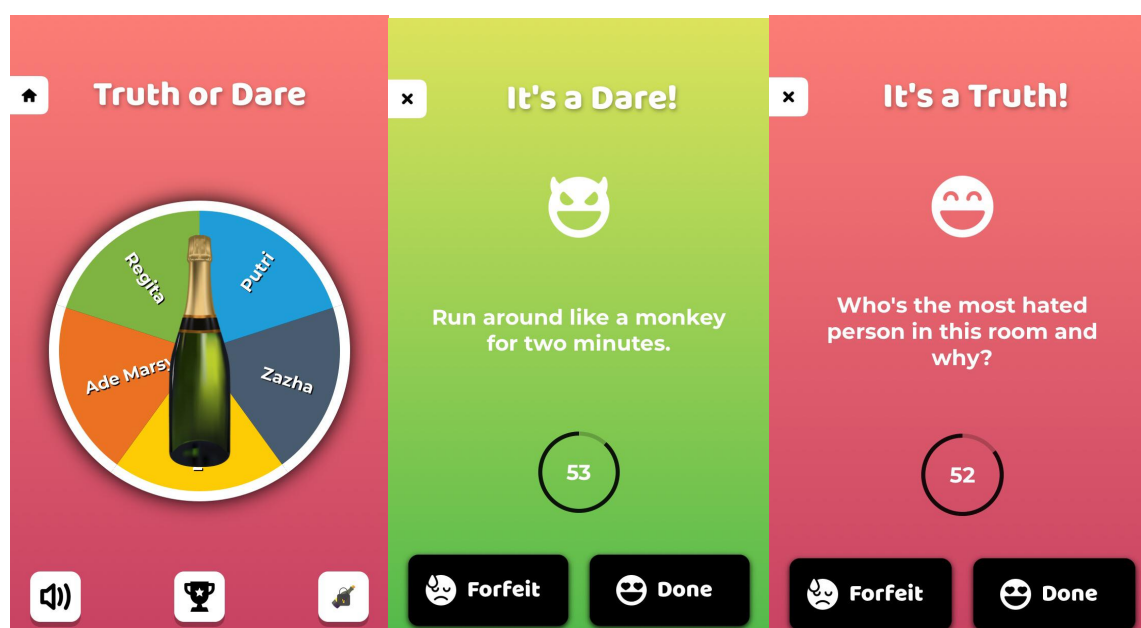 Truth or Dare
Regita
Putri
Ade Marsy
Zazha
It's a Dare!
Run around like a monkey
for two minutes.
53
Forfeit
Done
It's a Truth!
Who's the most hated
person in this room and
why?
52
Forfeit
Done